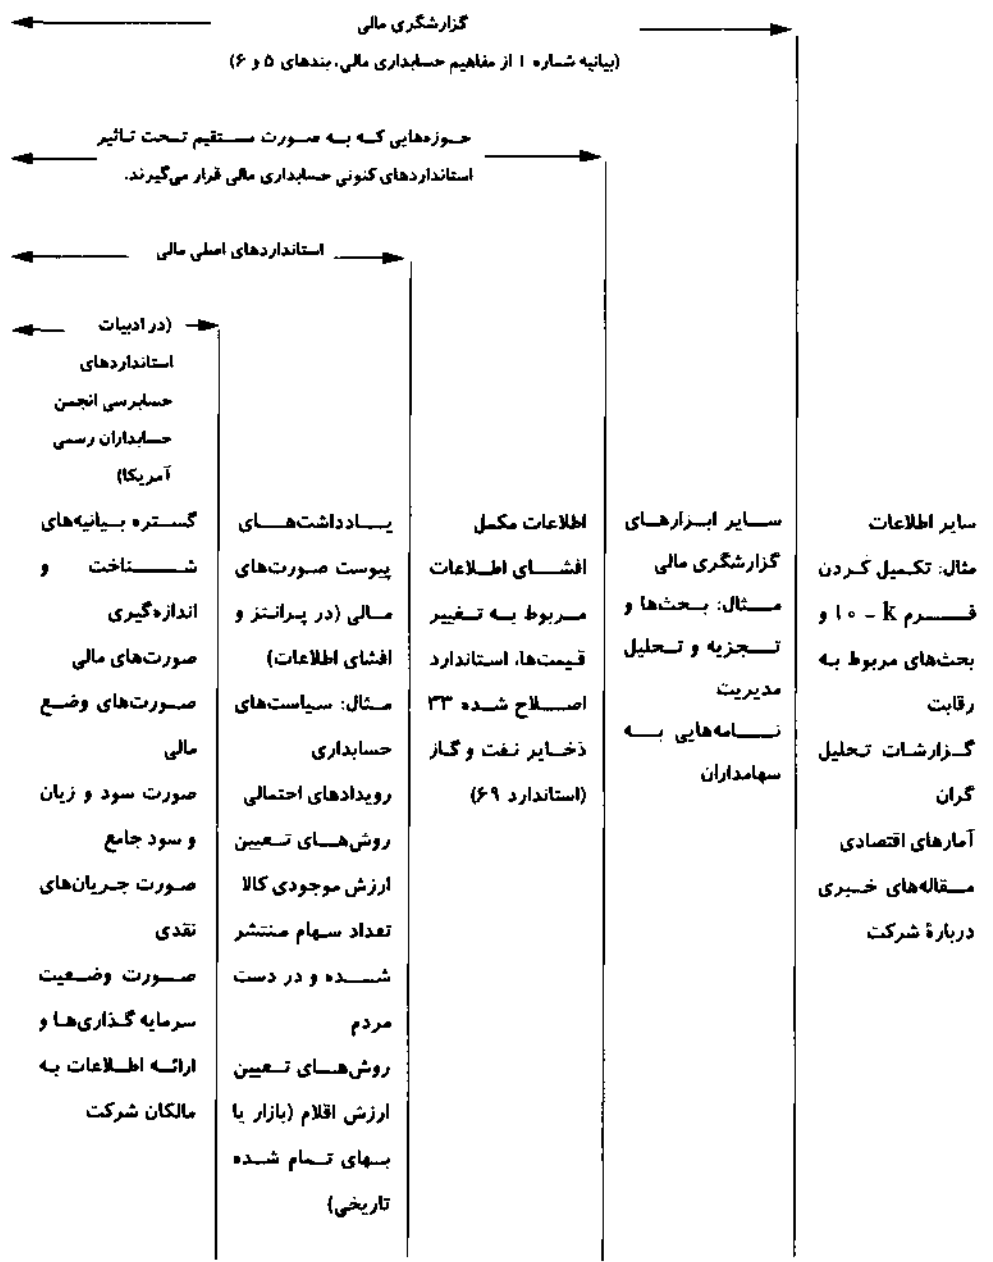 گزارشگری مالی
(بیانیه شماره ۱ از مفاهیم حسابداری مالی، بندهای ۵ و ۶)
حوزه‌هایی که به صورت مستقیم تحت تاثیر
استانداردهای کنونی حسابداری مالی قرار می‌گیرند.
استانداردهای اصلی مالی
(در ادبیات
استانداردهای
حسابرسی انجمن
حسابداران رسمی
آمریکا)
سایر اطلاعات
مثال: تکمیل کردن
فرم ۱۰ - k و
بحث‌های مربوط به
رقابت
گزارشات تحلیل
گران
آمارهای اقتصادی
مقاله‌های خبری
دربارهٔ شرکت
سایر ابزارهای
گزارشگری مالی
مثال: بحث‌ها و
تجزیه و تحلیل
مدیریت
نامه‌هایی به
سهامداران
اطلاعات مکمل
افشای اطلاعات
مربوط به تغییر
قیمت‌ها، استاندارد
اصلاح شده ۳۳
ذخایر نفت و گاز
(استاندارد ۶۹)
یادداشت‌های
پیوست صورت‌های
مالی (در پرانتز و
افشای اطلاعات)
مثال: سیاست‌های
حسابداری
رویدادهای احتمالی
روش‌های تعیین
ارزش موجودی کالا
تعداد سهام منتشر
شده و در دست
مردم
روش‌های تعیین
ارزش اقلام (بازار یا
بهای تمام شده
تاریخی)
گستره بیانیه‌های
شناخت و
اندازه‌گیری
صورت‌های مالی
صورت‌های وضع
مالی
صورت سود و زیان
و سود جامع
صورت جریان‌های
نقدی
صورت وضعیت
سرمایه گذاری‌ها و
ارائه اطلاعات به
مالکان شرکت